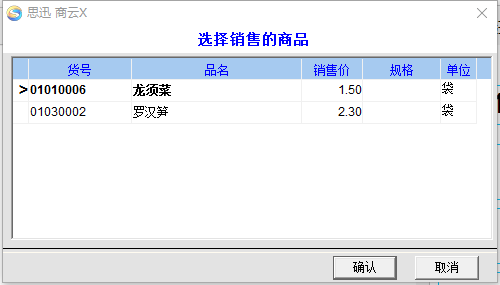 思迅 商云X
选择销售的商品
货号 品名 销售价 规格 单位
>01010006 龙须菜 1.50 袋
01030002 罗汉笋 2.30 袋
确认 取消